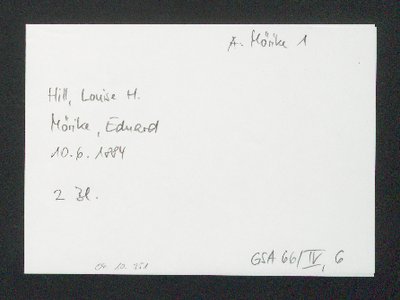 A: Mörike 1
Hill, Louise H.
Mörike, Eduard
10.6.1884
2 Bl.
GSA 66/IV, 6